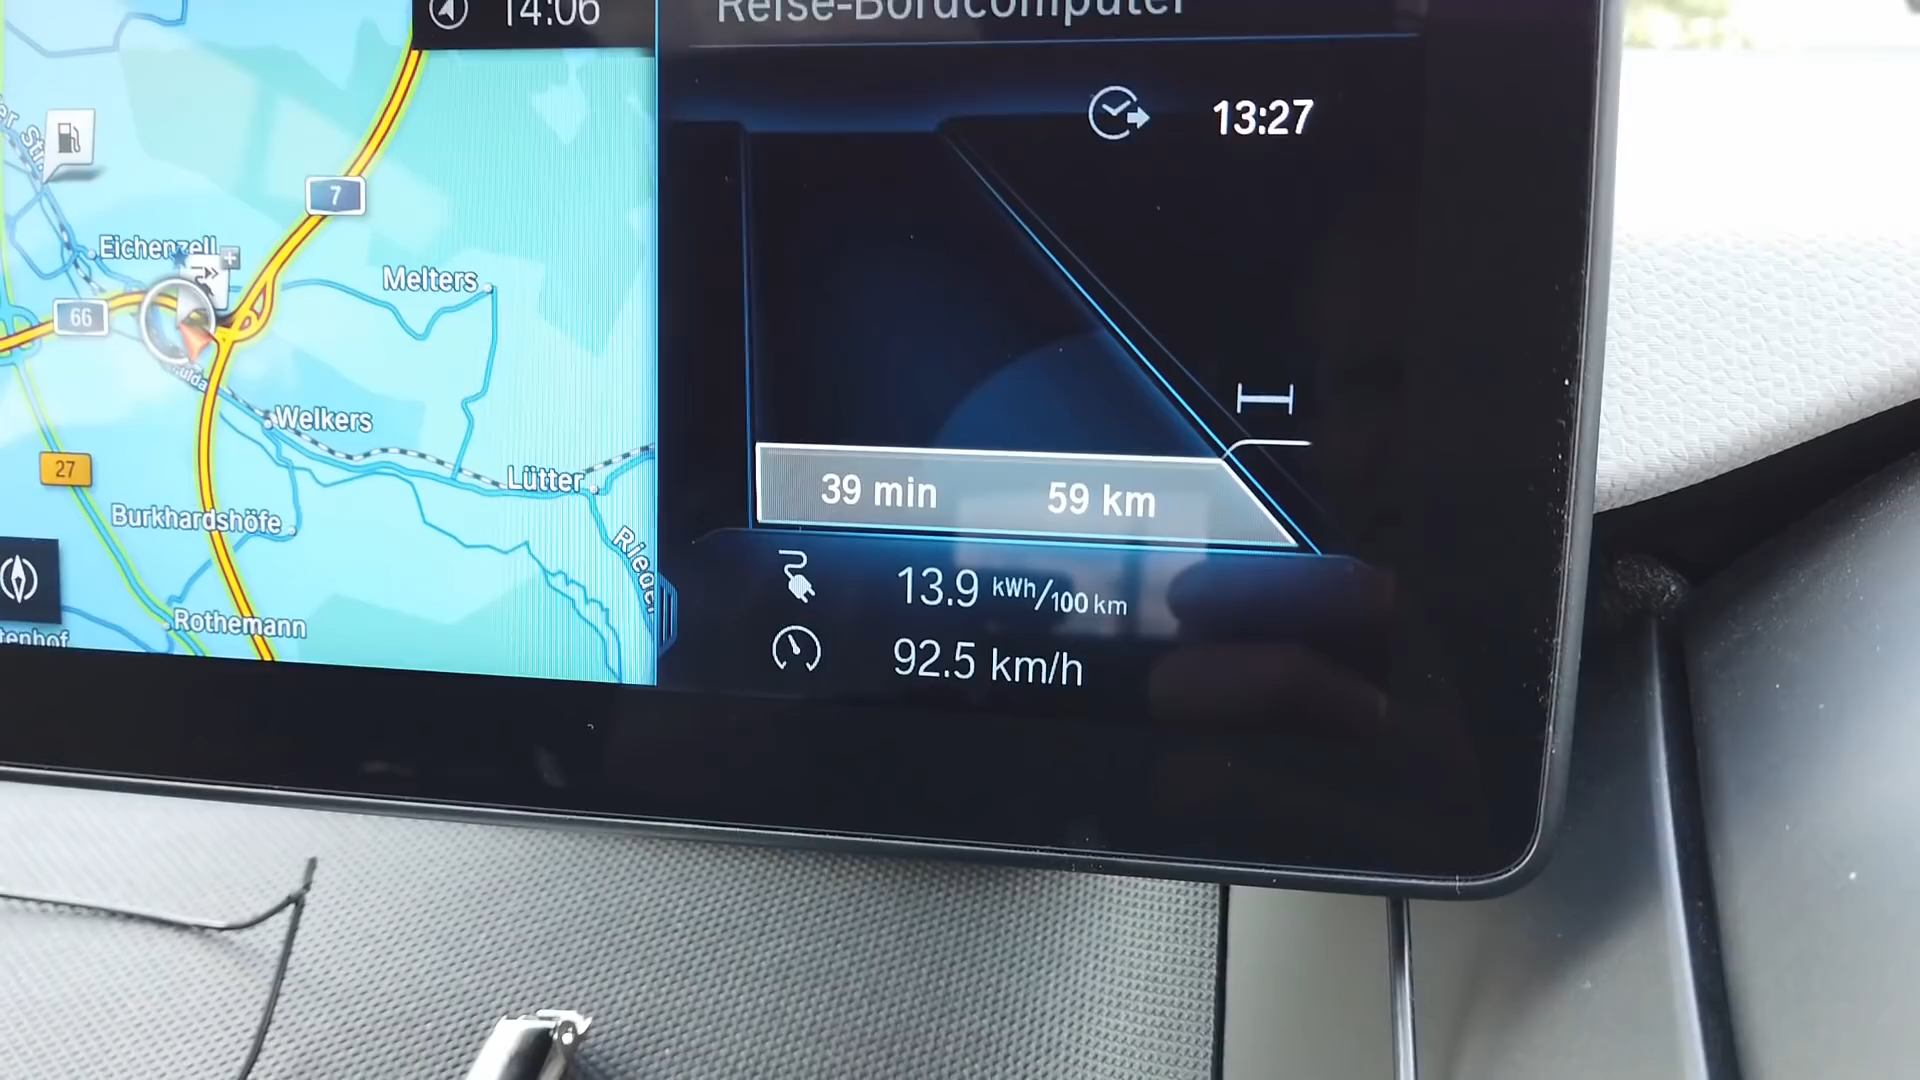 14:06
Reise-Bordcomputer
13:27
7
Eichenzell
Melters
66
Welkers
27
Lütter
Burkhardshöfe
39 min 59 km
Rothemann
13.9 kWh/100 km
92.5 km/h